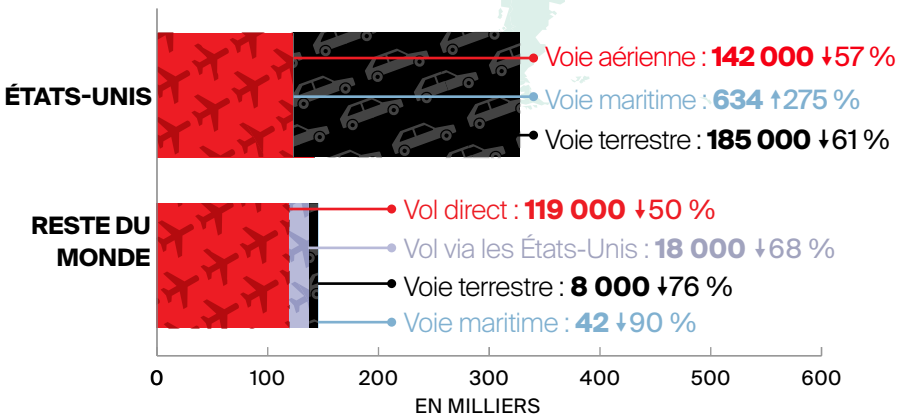 ÉTATS-UNIS
Voie aérienne : 142 000 ↓57 %
Voie maritime : 634 ↑275 %
Voie terrestre : 185 000 ↓61 %
RESTE DU
MONDE
Vol direct : 119 000 ↓50 %
Vol via les États-Unis : 18 000 ↓68 %
Voie terrestre : 8 000 ↓76 %
Voie maritime : 42 ↓90 %
0 100 200 300 400 500 600
EN MILLIERS